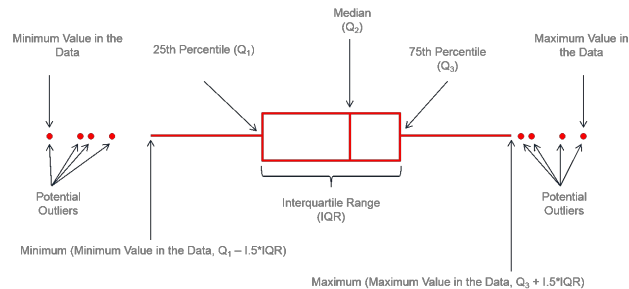 Median
(Q₂)
Minimum Value in the
Data
25th Percentile (Q₁)
75th Percentile
(Q₃)
Maximum Value in
the Data
Potential
Outliers
Interquartile Range
(IQR)
Potential
Outliers
Minimum (Minimum Value in the Data, Q₁ – I.5*IQR)
Maximum (Maximum Value in the Data, Q₃ + I.5*IQR)